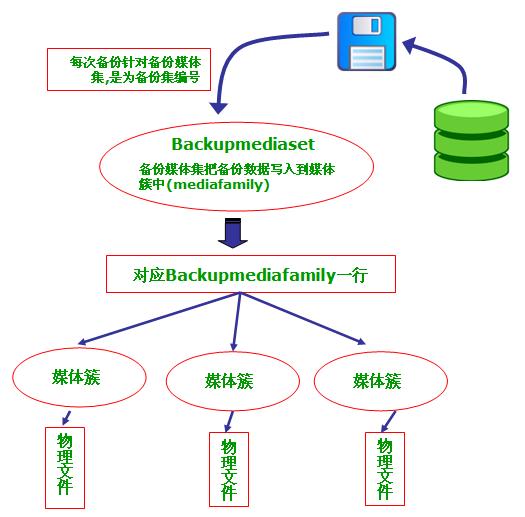 每次备份针对备份媒体
集,是为备份集编号
Backupmediaset
备份媒体集把备份数据写入到媒体
簇中(mediafamily)
对应Backupmediafamily一行
媒体簇
媒体簇
媒体簇
物理文件
物理文件
物理文件